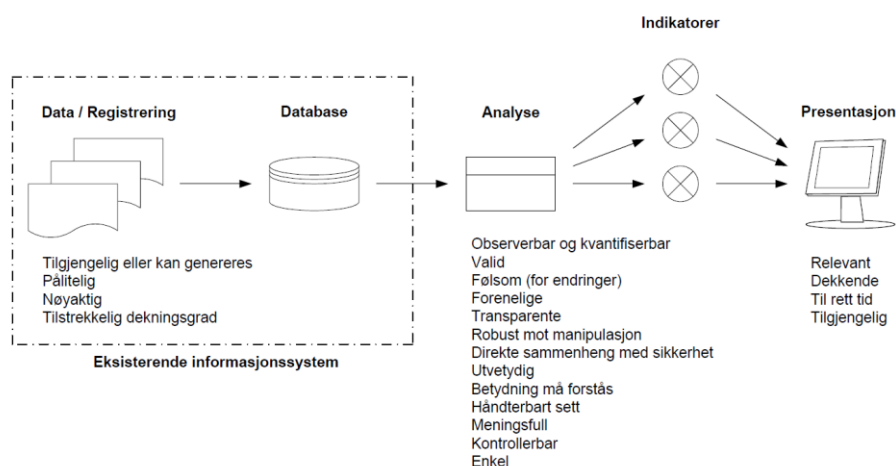 Indikatorer
Data / Registrering
Database
Analyse
Presentasjon
Tilgjengelig eller kan genereres
Pålitelig
Nøyaktig
Tilstrekkelig dekningsgrad
Eksisterende informasjonssystem
Observerbar og kvantifiserbar
Valid
Følsom (for endringer)
Forenelige
Transparente
Robust mot manipulasjon
Direkte sammenheng med sikkerhet
Utvetydig
Betydning må forstås
Håndterbart sett
Meningsfull
Kontrollerbar
Enkel
Relevant
Dekkende
Til rett tid
Tilgjengelig